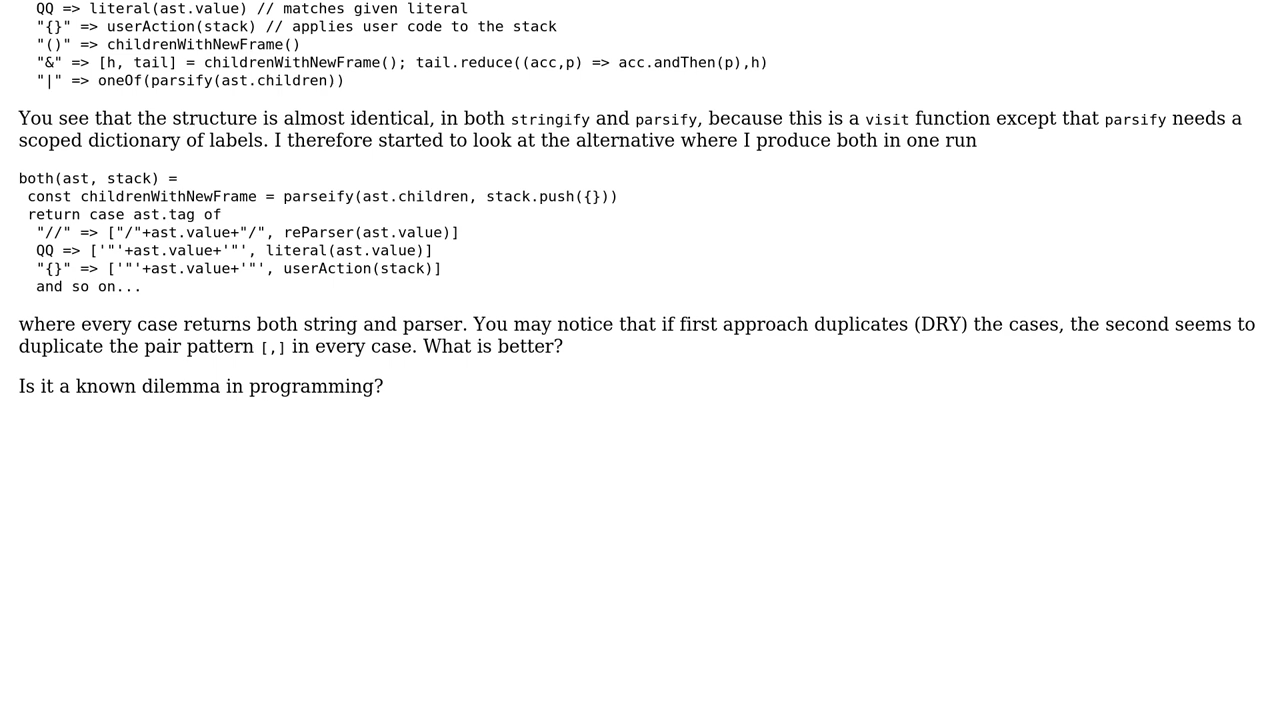 QQ => literal(ast.value) // matches given literal
"{}" => userAction(stack) // applies user code to the stack
"()" => childrenWithNewFrame()
"&" => [h, tail] = childrenWithNewFrame(); tail.reduce((acc,p) => acc.andThen(p),h)
"|" => oneOf(parsify(ast.children))
You see that the structure is almost identical, in both stringify and parsify, because this is a visit function except that parsify needs a
scoped dictionary of labels. I therefore started to look at the alternative where I produce both in one run
both(ast, stack) =
const childrenWithNewFrame = parseify(ast.children, stack.push({}))
return case ast.tag of
"//" => ["/"+ast.value+"/", reParser(ast.value)]
QQ => ['"'+ast.value+'"', literal(ast.value)]
"{}" => ['"'+ast.value+'"', userAction(stack)]
and so on...
where every case returns both string and parser. You may notice that if first approach duplicates (DRY) the cases, the second seems to
duplicate the pair pattern [,] in every case. What is better?
Is it a known dilemma in programming?